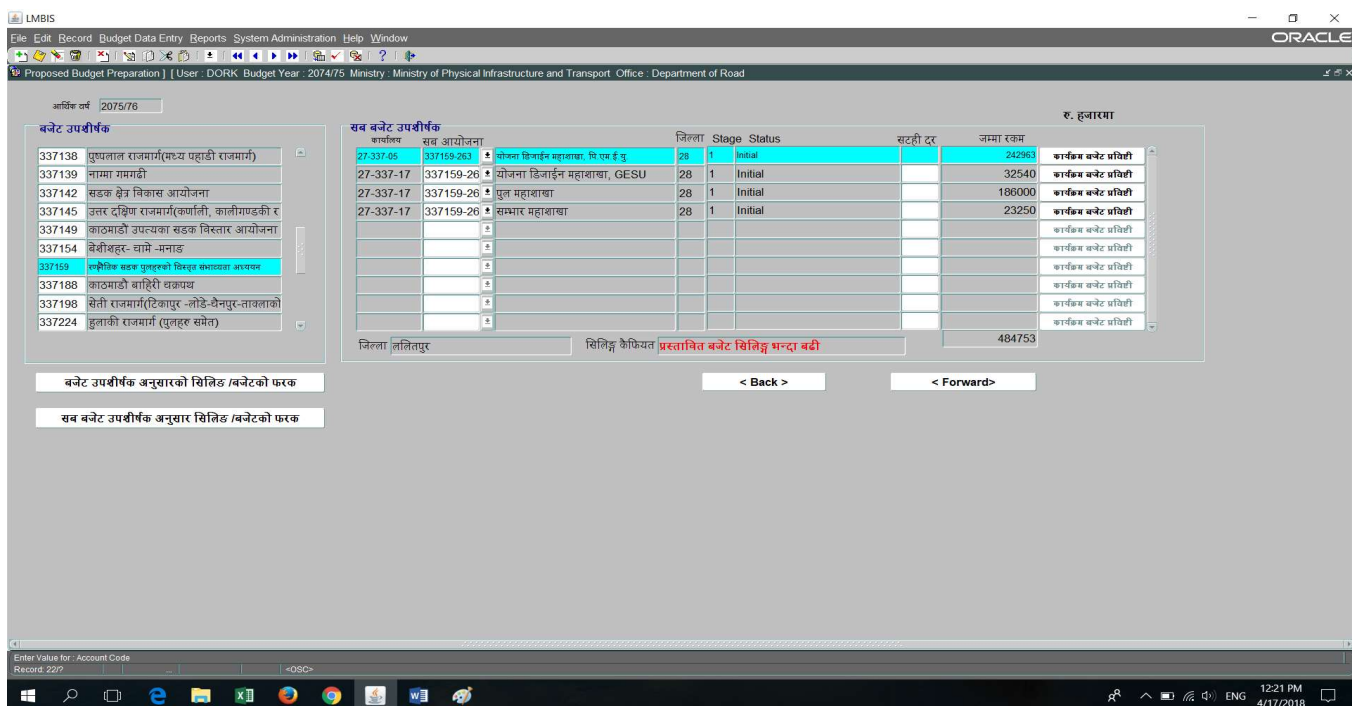 LMBIS
File Edit Record Budget Data Entry Reports System Administration Help Window
ORACLE
Proposed Budget Preparation ] [ User : DORK Budget Year : 2074/75 Ministry : Ministry of Physical Infrastructure and Transport Office : Department of Road
आर्थिक वर्ष 2075/76
रु. हजारमा
बजेट उपशीर्षक
सब बजेट उपशीर्षक
कार्यालय सब आयोजना जिल्ला Stage Status सटही दर जम्मा रकम
337138 पुष्पलाल राजमार्ग(मध्य पहाडी राजमार्ग)
27-337-05 337159-263 योजना डिजाईन महाशाखा, पि.एम.ई.यु. 28 1 Initial 242963 कार्यक्रम बजेट प्रविष्टी
337139 नाग्मा गमगढी
27-337-17 337159-26 योजना डिजाईन महाशाखा, GESU 28 1 Initial 32540 कार्यक्रम बजेट प्रविष्टी
337142 सडक क्षेत्र विकास आयोजना
27-337-17 337159-26 पुल महाशाखा 28 1 Initial 186000 कार्यक्रम बजेट प्रविष्टी
337145 उत्तर दक्षिण राजमार्ग(कर्णाली, कालीगण्डकी र
27-337-17 337159-26 सम्भार महाशाखा 28 1 Initial 23250 कार्यक्रम बजेट प्रविष्टी
337149 काठमाडौ उपत्यका सडक विस्तार आयोजना
कार्यक्रम बजेट प्रविष्टी
337154 बेशीशहर- चामे -मनाङ
कार्यक्रम बजेट प्रविष्टी
337159 रणनैतिक सडक पुलहरुको विस्तृत संभाव्यता अध्ययन
कार्यक्रम बजेट प्रविष्टी
337188 काठमाडौ बाहिरी चक्रपथ
कार्यक्रम बजेट प्रविष्टी
337198 सेती राजमार्ग(टिकापुर -लोडे-चैनपुर-ताक्लाको
कार्यक्रम बजेट प्रविष्टी
337224 हुलाकी राजमार्ग (पुलहरु समेत)
कार्यक्रम बजेट प्रविष्टी
484753
जिल्ला ललितपुर सिलिङ्ग कैफियत प्रस्तावित बजेट सिलिङ्ग भन्दा बढी
बजेट उपशीर्षक अनुसारको सिलिङ /बजेटको फरक
< Back > < Forward>
सब बजेट उपशीर्षक अनुसार सिलिङ /बजेटको फरक
Enter Value for : Account Code
Record: 22/? ... <OSC>
ENG 12:21 PM
4/17/2018